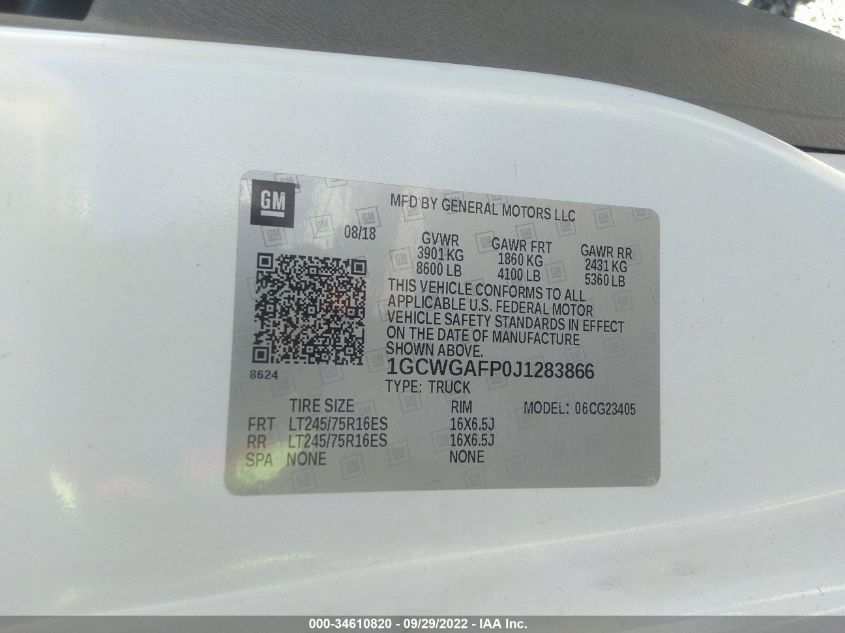 GM
MFD BY GENERAL MOTORS LLC
08/18
GVWR GAWR FRT GAWR RR
3901 KG 1860 KG 2431 KG
8600 LB 4100 LB 5360 LB
THIS VEHICLE CONFORMS TO ALL
APPLICABLE U.S. FEDERAL MOTOR
VEHICLE SAFETY STANDARDS IN EFFECT
ON THE DATE OF MANUFACTURE
SHOWN ABOVE.
8624
1GCWGAFP0J1283866
TYPE: TRUCK
TIRE SIZE RIM MODEL: 06CG23405
FRT LT245/75R16ES 16X6.5J
RR LT245/75R16ES 16X6.5J
SPA NONE NONE
000-34610820 - 09/29/2022 - IAA Inc.